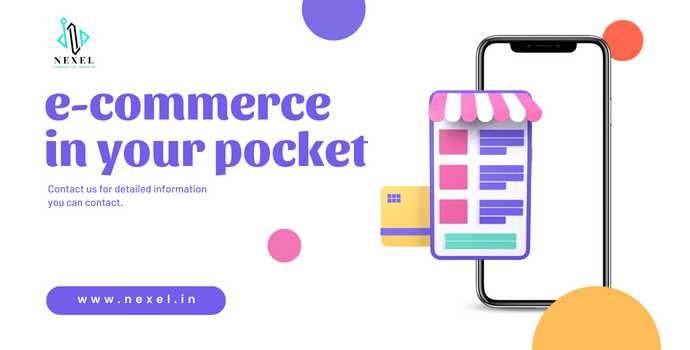 NEXEL
e-commerce
in your pocket
Contact us for detailed information
you can contact.
www.nexel.in